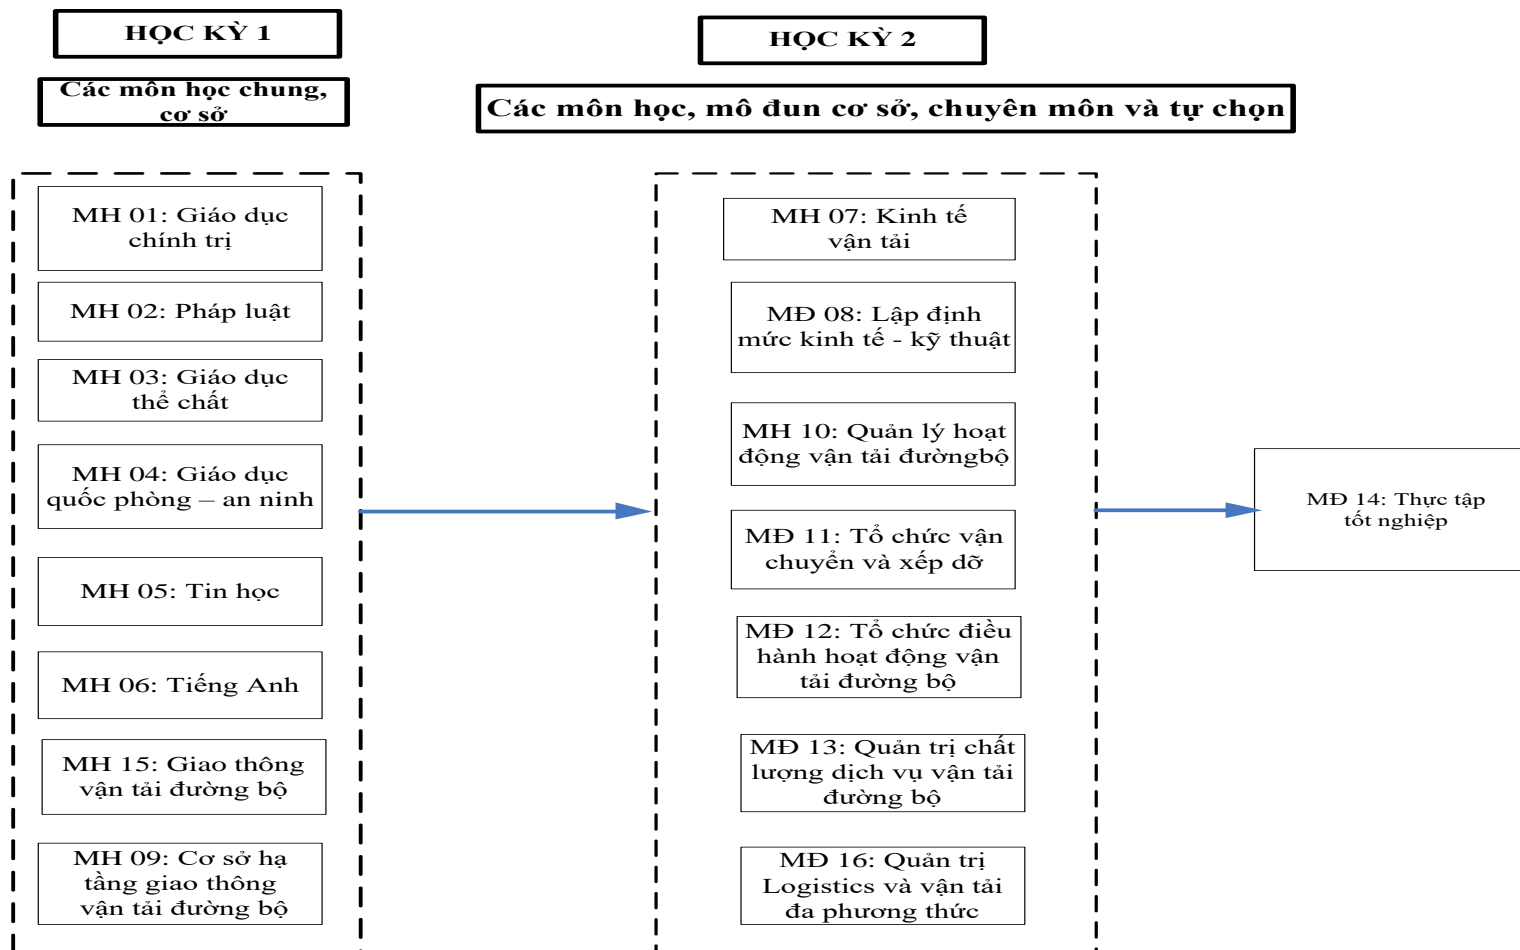 HỌC KỲ 1
Các môn học chung,
cơ sở
MH 01: Giáo dục
chính trị
MH 02: Pháp luật
MH 03: Giáo dục
thể chất
MH 04: Giáo dục
quốc phòng – an ninh
MH 05: Tin học
MH 06: Tiếng Anh
MH 15: Giao thông
vận tải đường bộ
MH 09: Cơ sở hạ
tầng giao thông
vận tải đường bộ
HỌC KỲ 2
Các môn học, mô đun cơ sở, chuyên môn và tự chọn
MH 07: Kinh tế
vận tải
MĐ 08: Lập định
mức kinh tế - kỹ thuật
MH 10: Quản lý hoạt
động vận tải đườngbộ
MĐ 11: Tổ chức vận
chuyển và xếp dỡ
MĐ 12: Tổ chức điều
hành hoạt động vận
tải đường bộ
MĐ 13: Quản trị chất
lượng dịch vụ vận tải
đường bộ
MĐ 16: Quản trị
Logistics và vận tải
đa phương thức
MĐ 14: Thực tập
tốt nghiệp